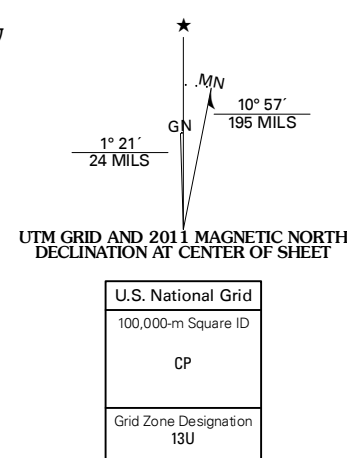 ★
MN
GN
10° 57´
195 MILS
1° 21´
24 MILS
UTM GRID AND 2011 MAGNETIC NORTH
DECLINATION AT CENTER OF SHEET
U.S. National Grid
100,000-m Square ID
CP
Grid Zone Designation
13U